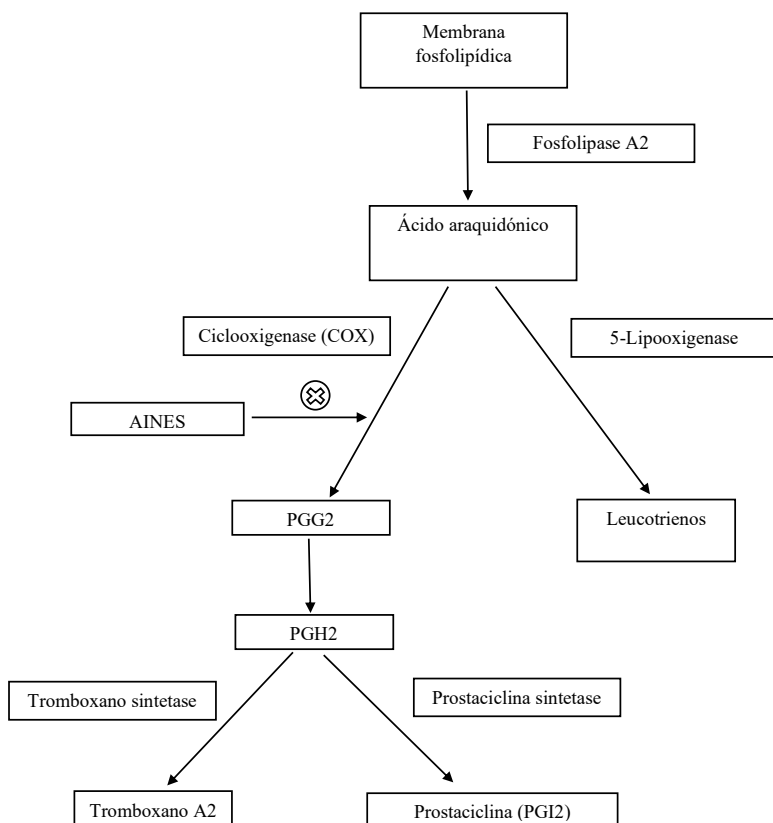 Membrana
fosfolipídica
Fosfolipase A2
Ácido araquidónico
Ciclooxigenase (COX)
5-Lipooxigenase
AINES
PGG2
Leucotrienos
PGH2
Tromboxano sintetase
Prostaciclina sintetase
Tromboxano A2
Prostaciclina (PGI2)